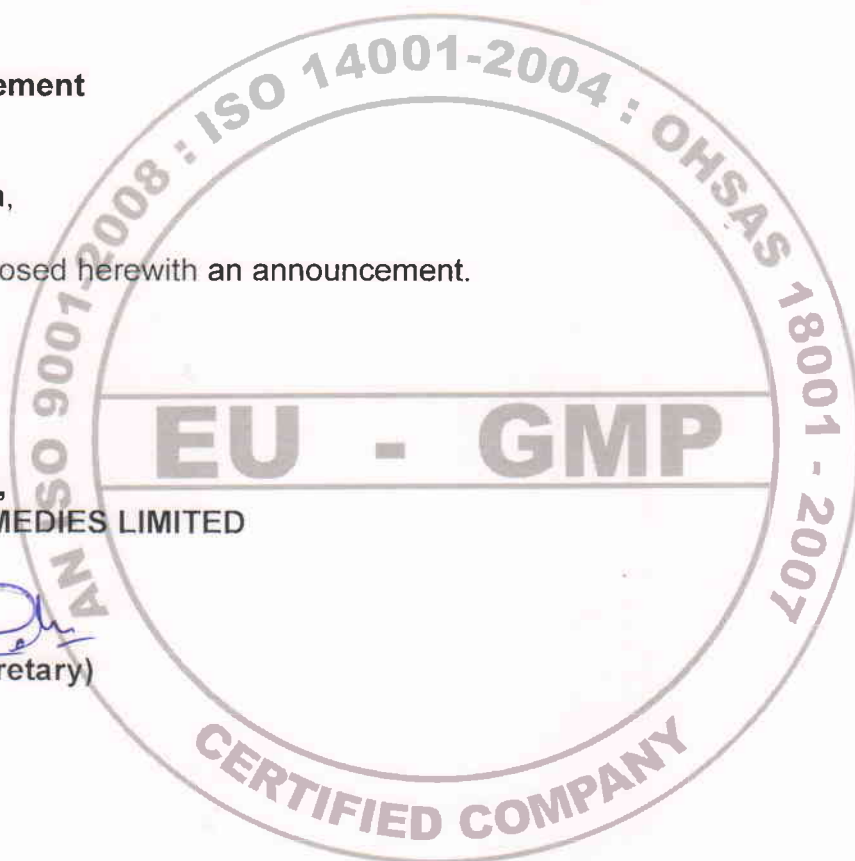 ement
,
osed herewith an announcement.
,
MEDIES LIMITED
retary)
AN ISO 9001-2008 : ISO 14001-2004 : OHSAS 18001 - 2007
EU - GMP
CERTIFIED COMPANY